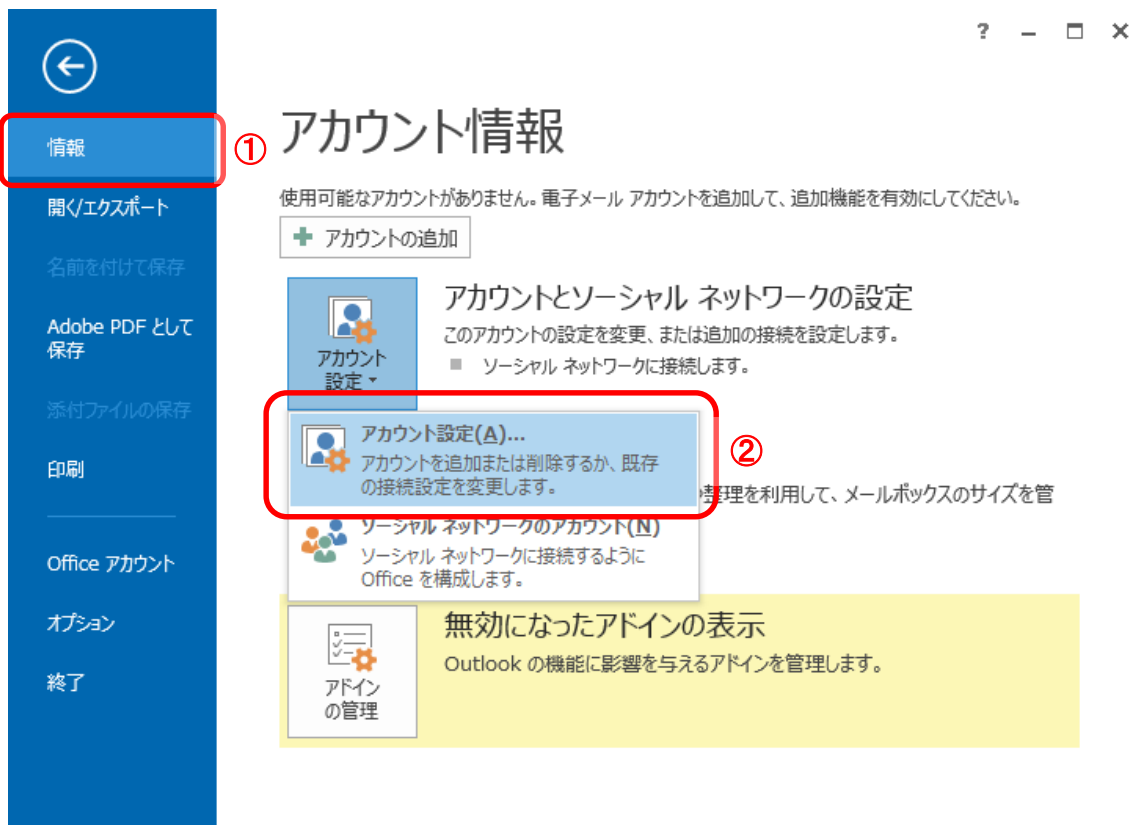 ?
情報
①
開く/エクスポート
名前を付けて保存
Adobe PDF として
保存
添付ファイルの保存
印刷
Office アカウント
オプション
終了
アカウント情報
使用可能なアカウントがありません。電子メール アカウントを追加して、追加機能を有効にしてください。
アカウントの追加
アカウント
設定
アカウントとソーシャル ネットワークの設定
このアカウントの設定を変更、または追加の接続を設定します。
ソーシャル ネットワークに接続します。
アカウント設定(A)...
アカウントを追加または削除するか、既存
の接続設定を変更します。
②
整理を利用して、メールボックスのサイズを管
ソーシャル ネットワークのアカウント(N)
ソーシャル ネットワークに接続するように
Office を構成します。
アドイン
の管理
無効になったアドインの表示
Outlook の機能に影響を与えるアドインを管理します。